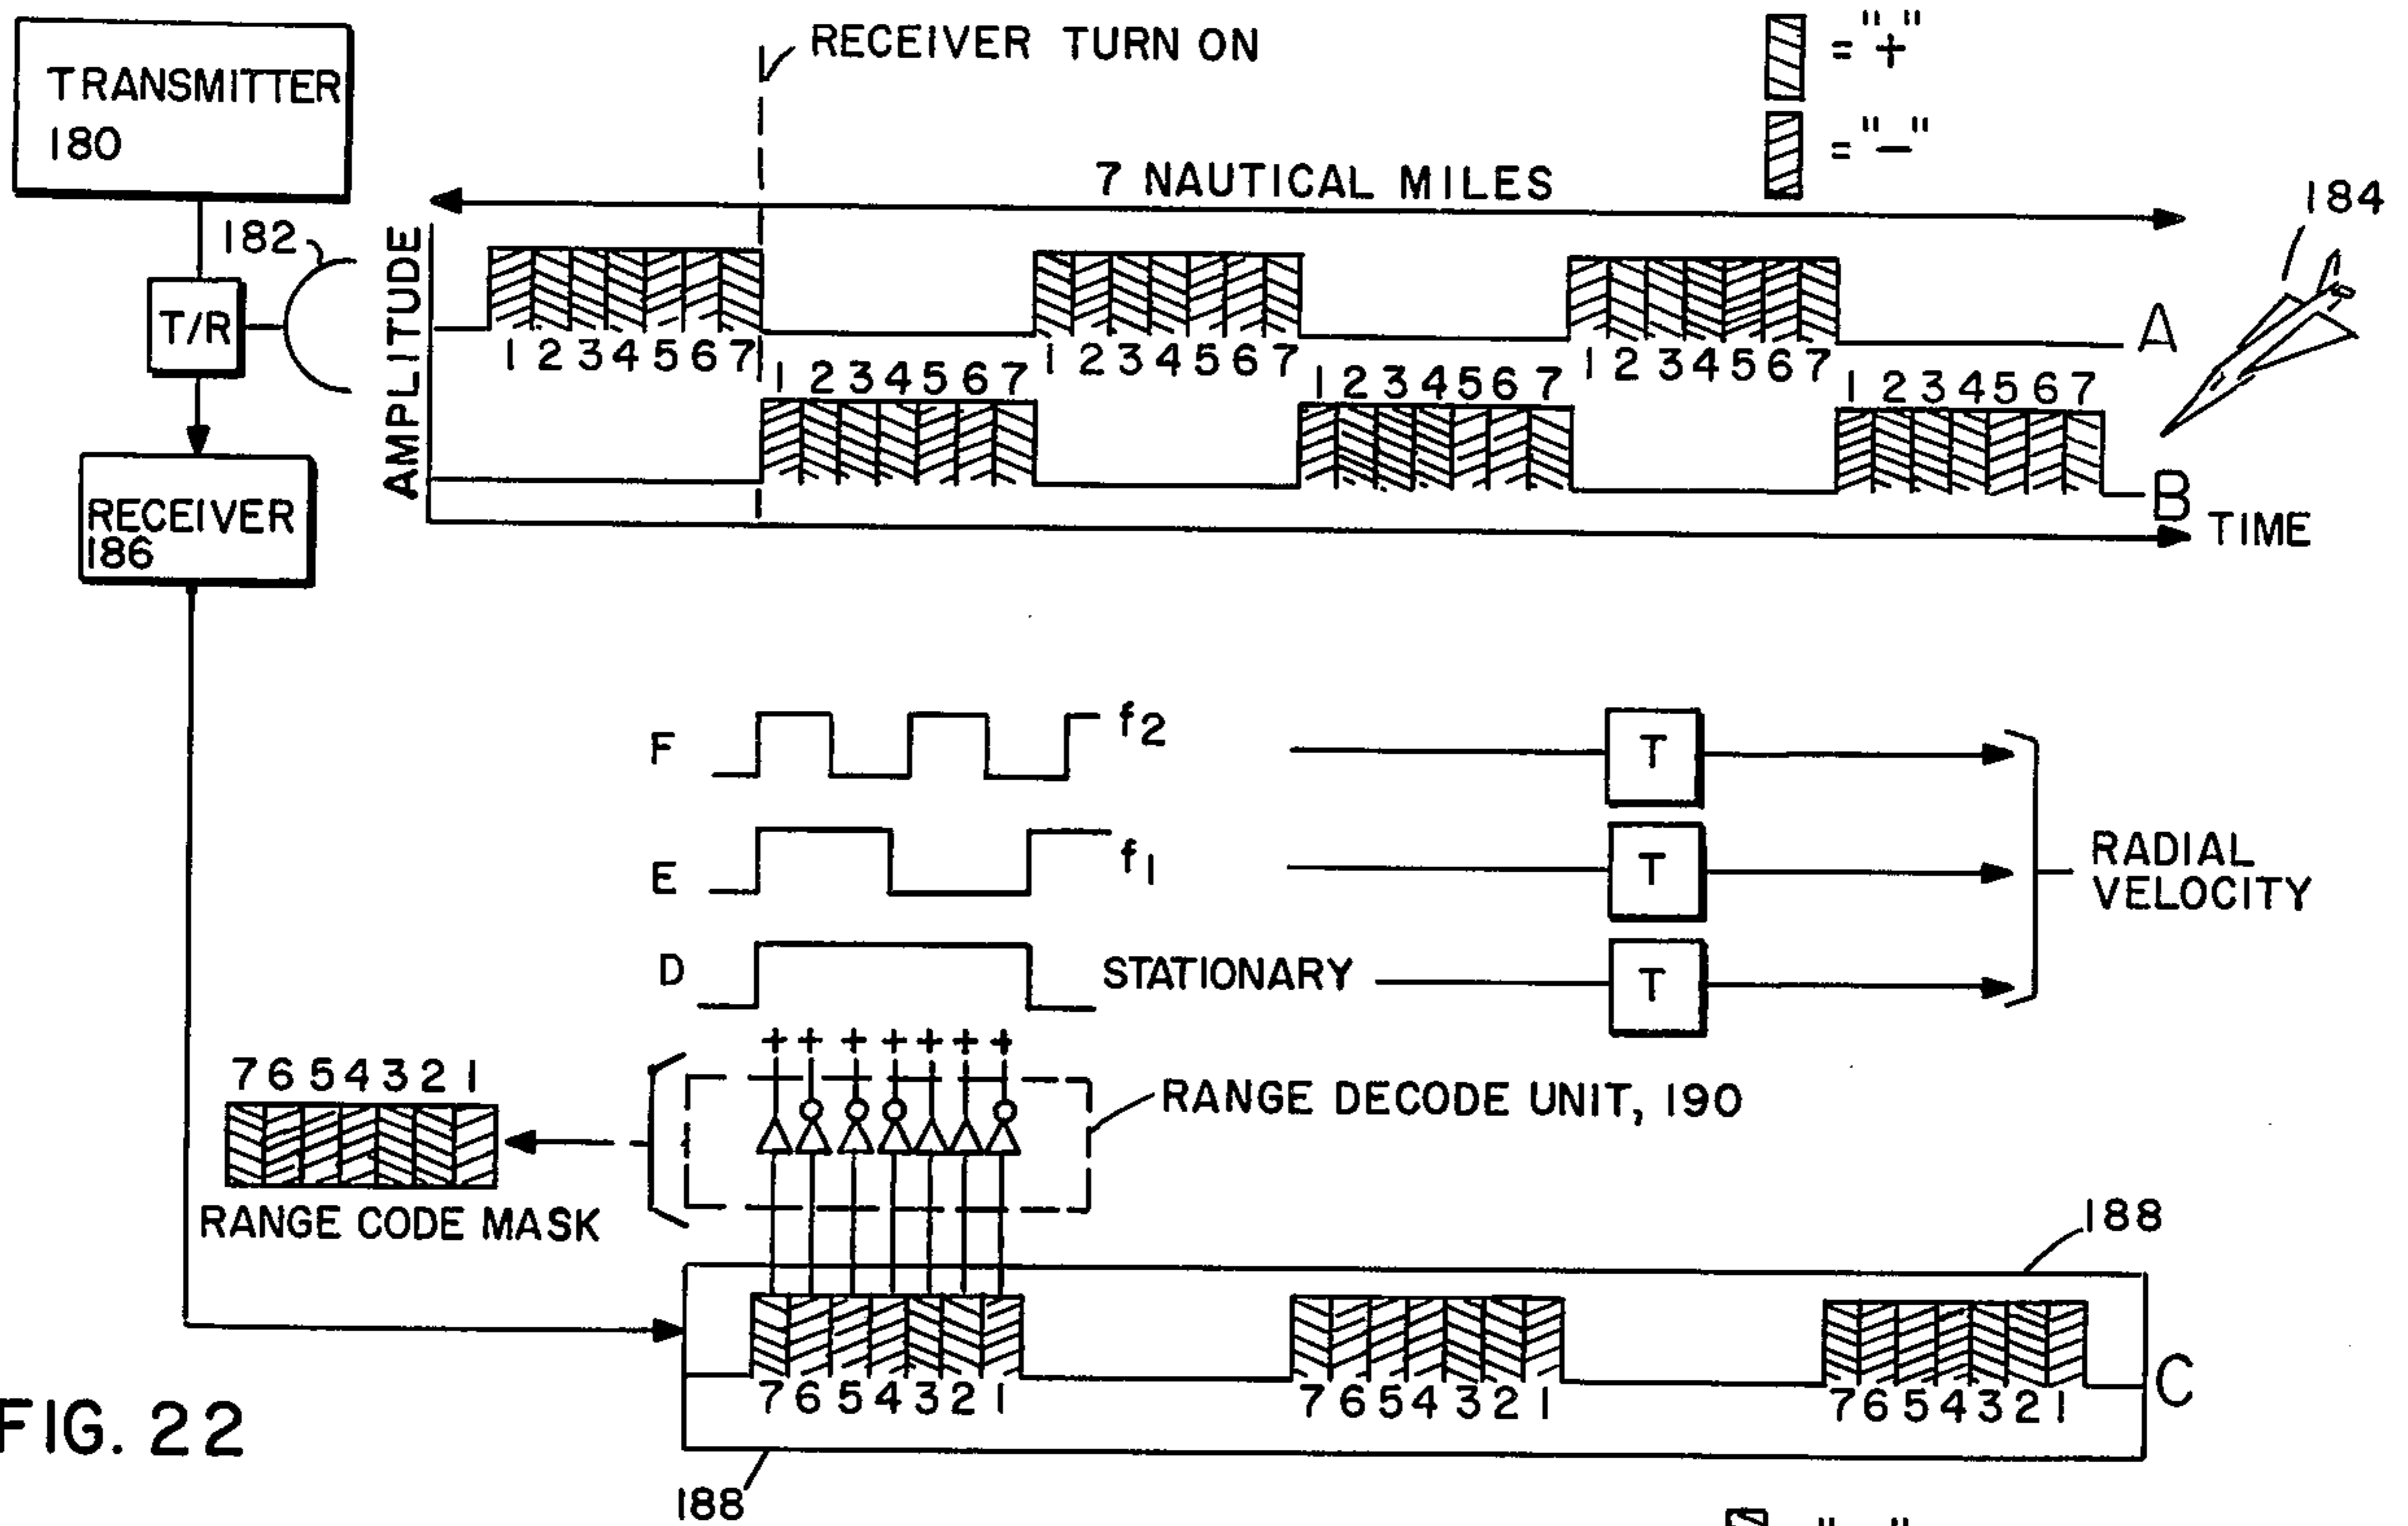 TRANSMITTER
180
RECEIVER TURN ON
= "+"
= "–"
7 NAUTICAL MILES
184
182
T/R
AMPLITUDE
A
1 2 3 4 5 6 7
1 2 3 4 5 6 7
1 2 3 4 5 6 7
1 2 3 4 5 6 7
1 2 3 4 5 6 7
1 2 3 4 5 6 7
B
TIME
RECEIVER
186
F
f2
T
E
f1
T
RADIAL
VELOCITY
D
STATIONARY
T
+ + + + + + +
7 6 5 4 3 2 1
RANGE DECODE UNIT, 190
RANGE CODE MASK
188
7 6 5 4 3 2 1
7 6 5 4 3 2 1
7 6 5 4 3 2 1
C
FIG. 22
188